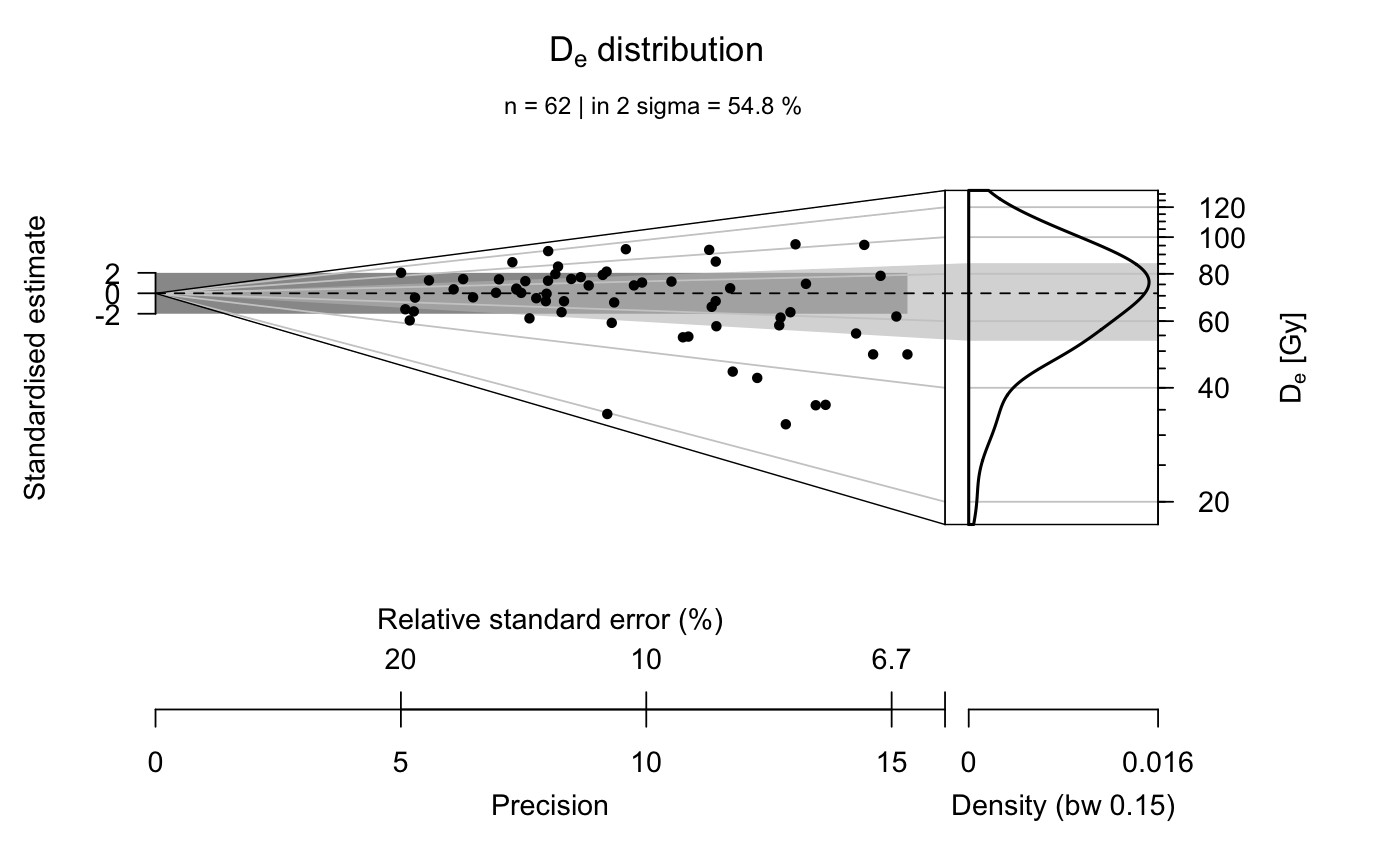 De distribution
n = 62 | in 2 sigma = 54.8 %
Standardised estimate
2
0
-2
120
100
80
60
40
20
De [Gy]
Relative standard error (%)
20 10 6.7
0 5 10 15 0 0.016
Precision Density (bw 0.15)